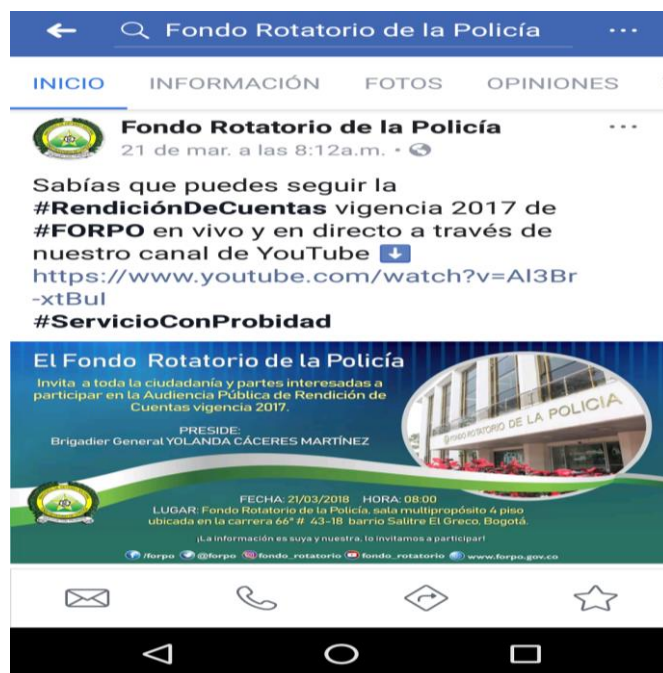 Fondo Rotatorio de la Policía
INICIO INFORMACIÓN FOTOS OPINIONES
Fondo Rotatorio de la Policía
21 de mar. a las 8:12a.m.
Sabías que puedes seguir la
#RendiciónDeCuentas vigencia 2017 de
#FORPO en vivo y en directo a través de
nuestro canal de YouTube
https://www.youtube.com/watch?v=Al3Br
-xtBuI
#ServicioConProbidad
El Fondo Rotatorio de la Policía
Invita a toda la ciudadanía y partes interesadas a
participar en la Audiencia Pública de Rendición de
Cuentas vigencia 2017.
PRESIDE:
Brigadier General YOLANDA CÁCERES MARTÍNEZ
FONDO ROTATORIO DE LA POLICIA
FECHA: 21/03/2018 HORA: 08:00
LUGAR: Fondo Rotatorio de la Policía, sala multipropósito 4 piso
ubicada en la carrera 66ª # 43-18 barrio Salitre El Greco, Bogotá.
¡La información es suya y nuestra, lo invitamos a participar!
/forpo @forpo fondo_rotatorio fondo_rotatorio www.forpo.gov.co